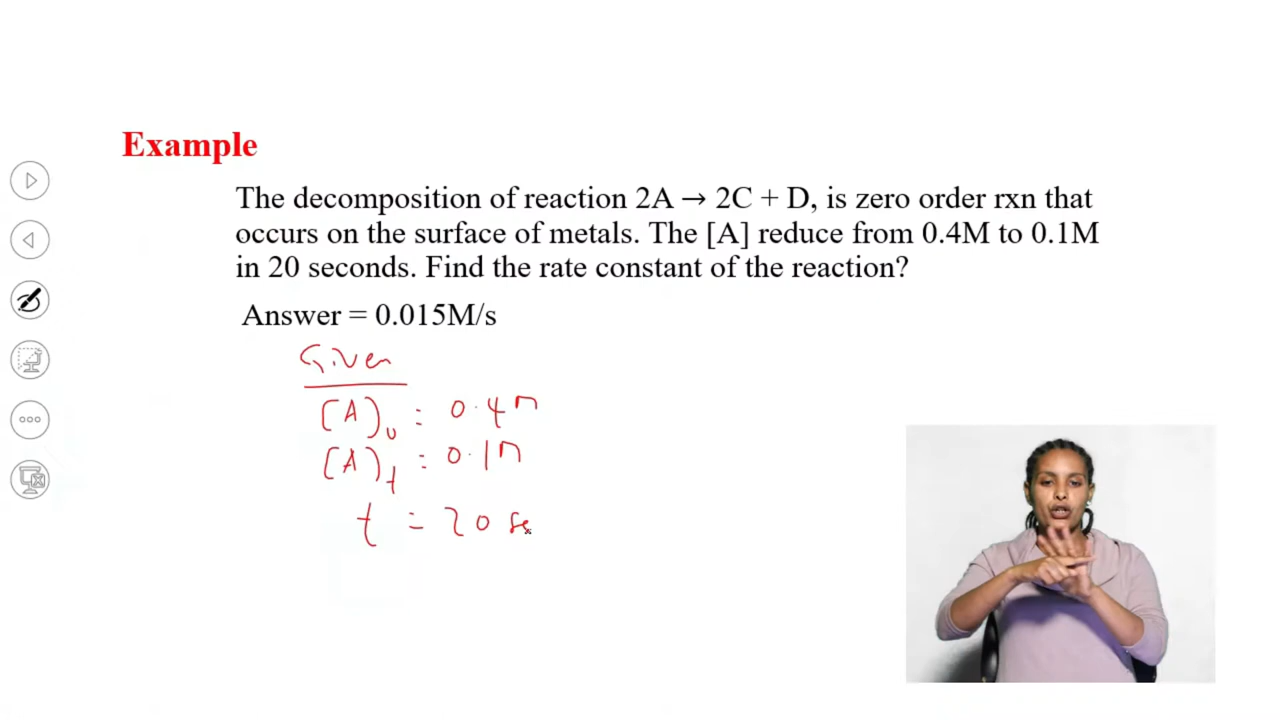 Example
The decomposition of reaction 2A → 2C + D, is zero order rxn that
occurs on the surface of metals. The [A] reduce from 0.4M to 0.1M
in 20 seconds. Find the rate constant of the reaction?
Answer = 0.015M/s
Given
[A]₀ = 0.4M
[A]t = 0.1M
t = 20 se